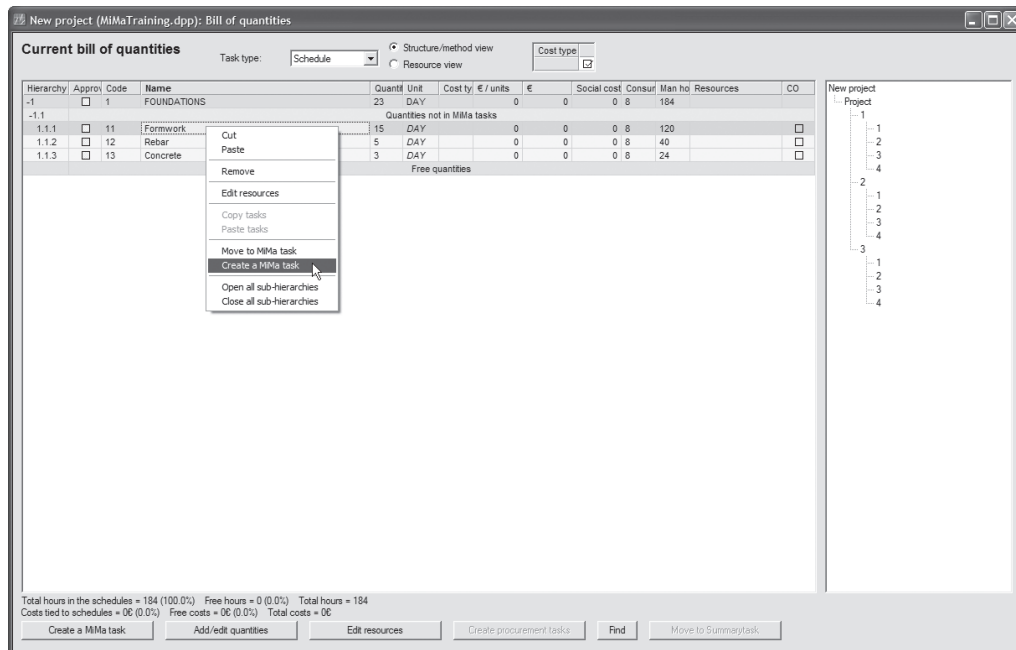 New project (MiMaTraining.dpp): Bill of quantities
Current bill of quantities
Task type: Schedule
Structure/method view
Resource view
Cost type
Hierarchy Approv Code Name Quantit Unit Cost ty € / units € Social cost Consur Man ho Resources CO
-1 1 FOUNDATIONS 23 DAY 0 0 0 8 184
-1.1 Quantities not in MiMa tasks
1.1.1 11 Formwork 15 DAY 0 0 0 8 120
1.1.2 12 Rebar 5 DAY 0 0 0 8 40
1.1.3 13 Concrete 3 DAY 0 0 0 8 24
Free quantities
Cut
Paste
Remove
Edit resources
Copy tasks
Paste tasks
Move to MiMa task
Create a MiMa task
Open all sub-hierarchies
Close all sub-hierarchies
New project
Project
1
1
2
3
4
2
1
2
3
4
3
1
2
3
4
Total hours in the schedules = 184 (100.0%) Free hours = 0 (0.0%) Total hours = 184
Costs tied to schedules = 0€ (0.0%) Free costs = 0€ (0.0%) Total costs = 0€
Create a MiMa task Add/edit quantities Edit resources Create procurement tasks Find Move to Summarytask